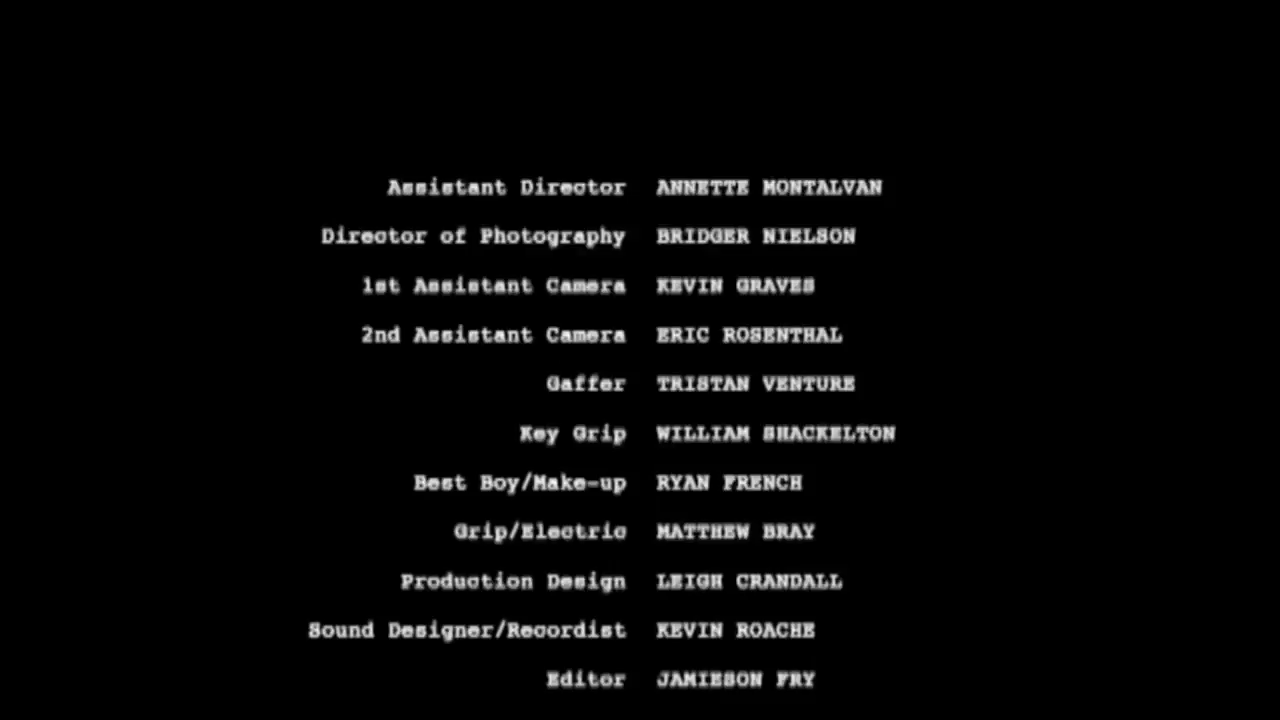 Assistant Director ANNETTE MONTALVAN
Director of Photography BRIDGER NIELSON
1st Assistant Camera KEVIN GRAVES
2nd Assistant Camera ERIC ROSENTHAL
Gaffer TRISTAN VENTURE
Key Grip WILLIAM SHACKELTON
Best Boy/Make-up RYAN FRENCH
Grip/Electric MATTHEW BRAY
Production Design LEIGH CRANDALL
Sound Designer/Recordist KEVIN ROACHE
Editor JAMIESON FRY